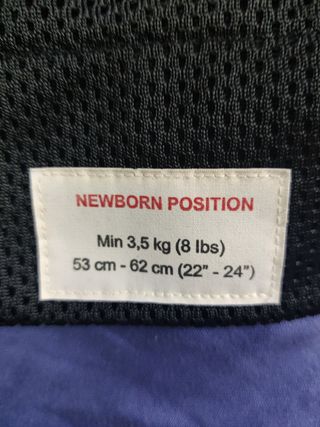 NEWBORN POSITION
Min 3,5 kg (8 lbs)
53 cm - 62 cm (22” - 24”)